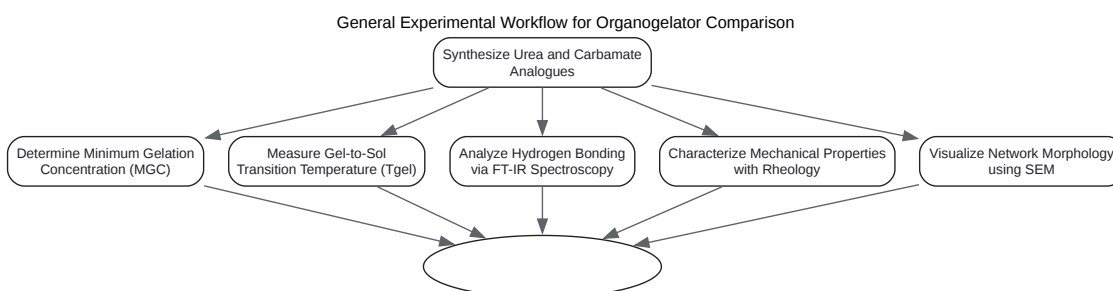 General Experimental Workflow for Organogelator Comparison
Synthesize Urea and Carbamate
Analogues
Determine Minimum Gelation
Concentration (MGC)
Measure Gel-to-Sol
Transition Temperature (Tgel)
Analyze Hydrogen Bonding
via FT-IR Spectroscopy
Characterize Mechanical Properties
with Rheology
Visualize Network Morphology
using SEM